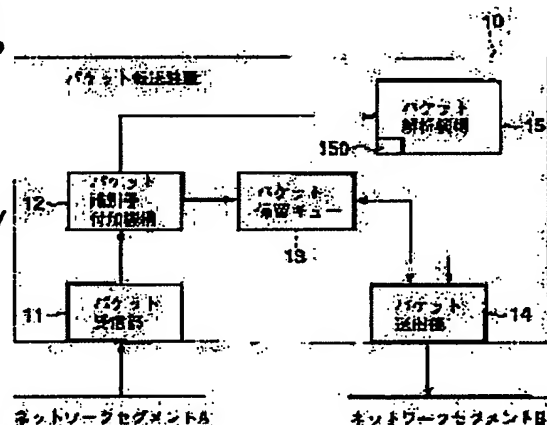 10
パケット転送装置
パケット
解析機構
15
150
12
パケット
識別番号
付加機構
パケット
保留キュー
13
11
パケット
受信部
パケット
送出部
14
ネットワークセグメントA
ネットワークセグメントB